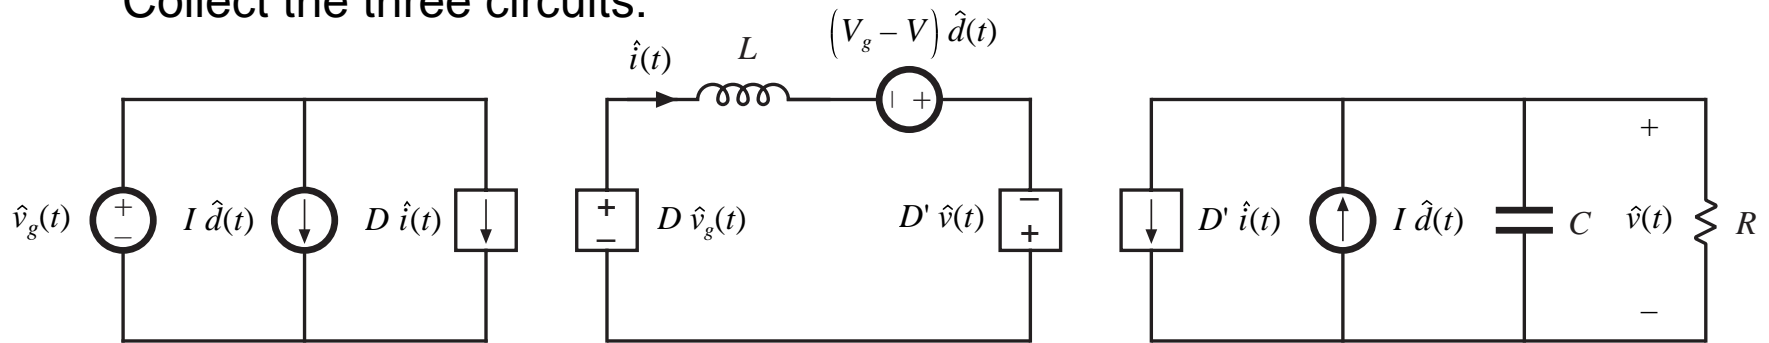 Collect the three circuits:
(V_g – V) d̂(t)
î(t)
L
+
–
v̂_g(t)
I d̂(t)
D î(t)
+
–
D v̂_g(t)
–
+
D' v̂(t)
+
–
D' î(t)
I d̂(t)
C
+
v̂(t)
–
R